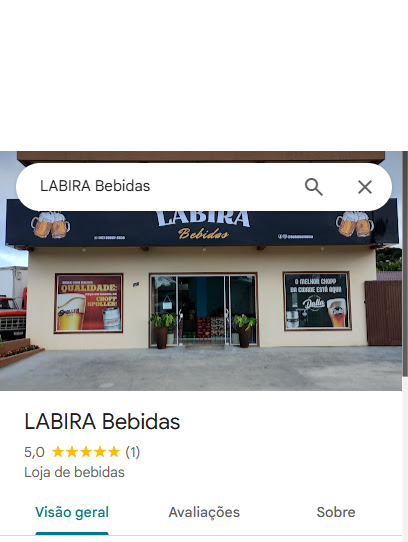 LABIRA Bebidas
LABIRA
Bebidas
QUALIDADE:
CHOPP
SPOLLER!
O MELHOR CHOPP
DA CIDADE ESTÁ AQUI
Dalla
LABIRA Bebidas
5,0 ★★★★★ (1)
Loja de bebidas
Visão geral Avaliações Sobre